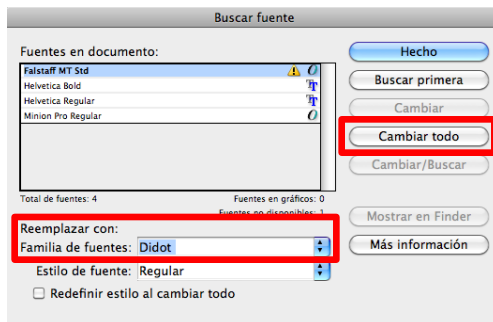 Buscar fuente
Fuentes en documento:
Falstaff MT Std
Helvetica Bold
Helvetica Regular
Minion Pro Regular
Total de fuentes: 4
Fuentes en gráficos: 0
Fuentes no disponibles: 1
Reemplazar con:
Familia de fuentes: Didot
Estilo de fuente: Regular
Redefinir estilo al cambiar todo
Hecho
Buscar primera
Cambiar
Cambiar todo
Cambiar/Buscar
Mostrar en Finder
Más información